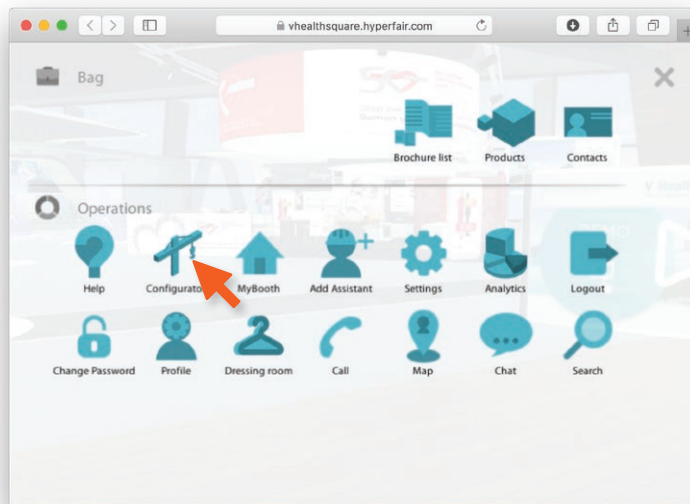 vhealthsquare.hyperfair.com
Bag
Brochure list Products Contacts
Operations
Help Configurato MyBooth Add Assistant Settings Analytics Logout
Change Password Profile Dressing room Call Map Chat Search